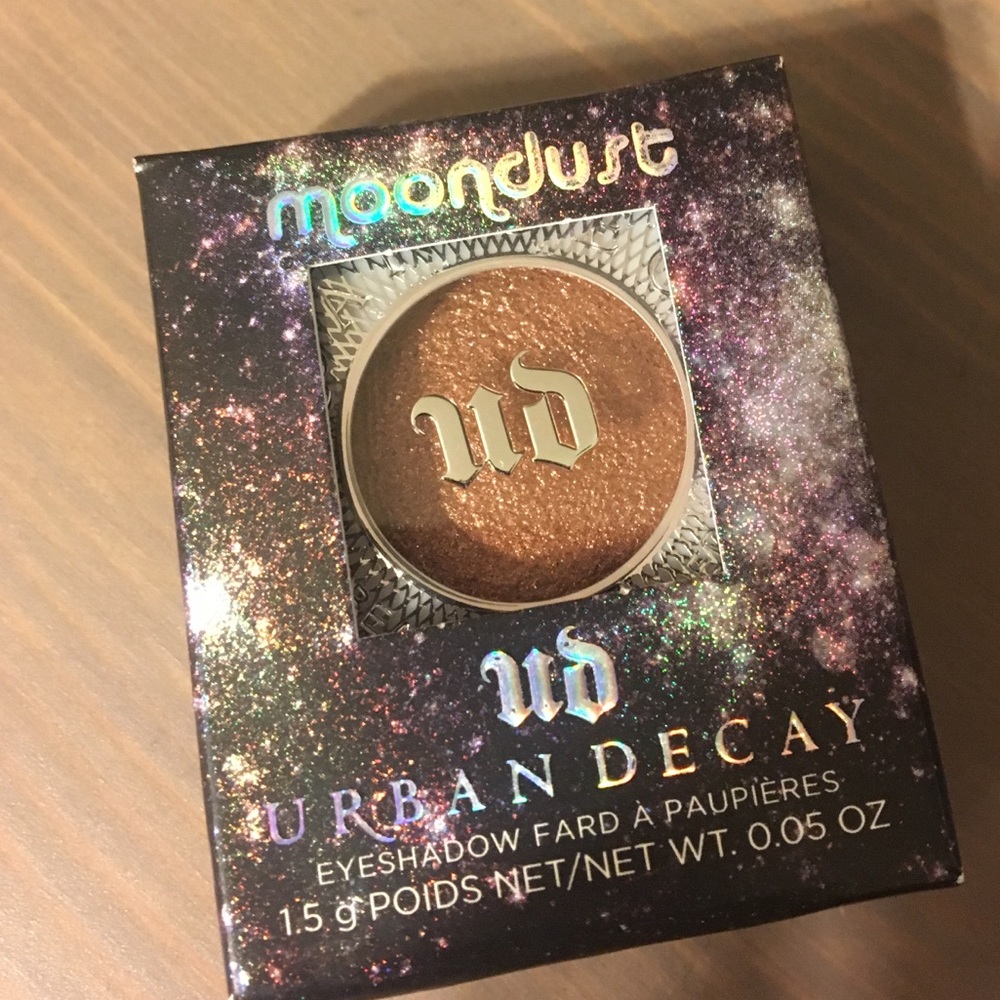 moondust
ud
ud
URBAN DECAY
EYESHADOW FARD À PAUPIÈRES
1.5 g POIDS NET/NET WT. 0.05 OZ